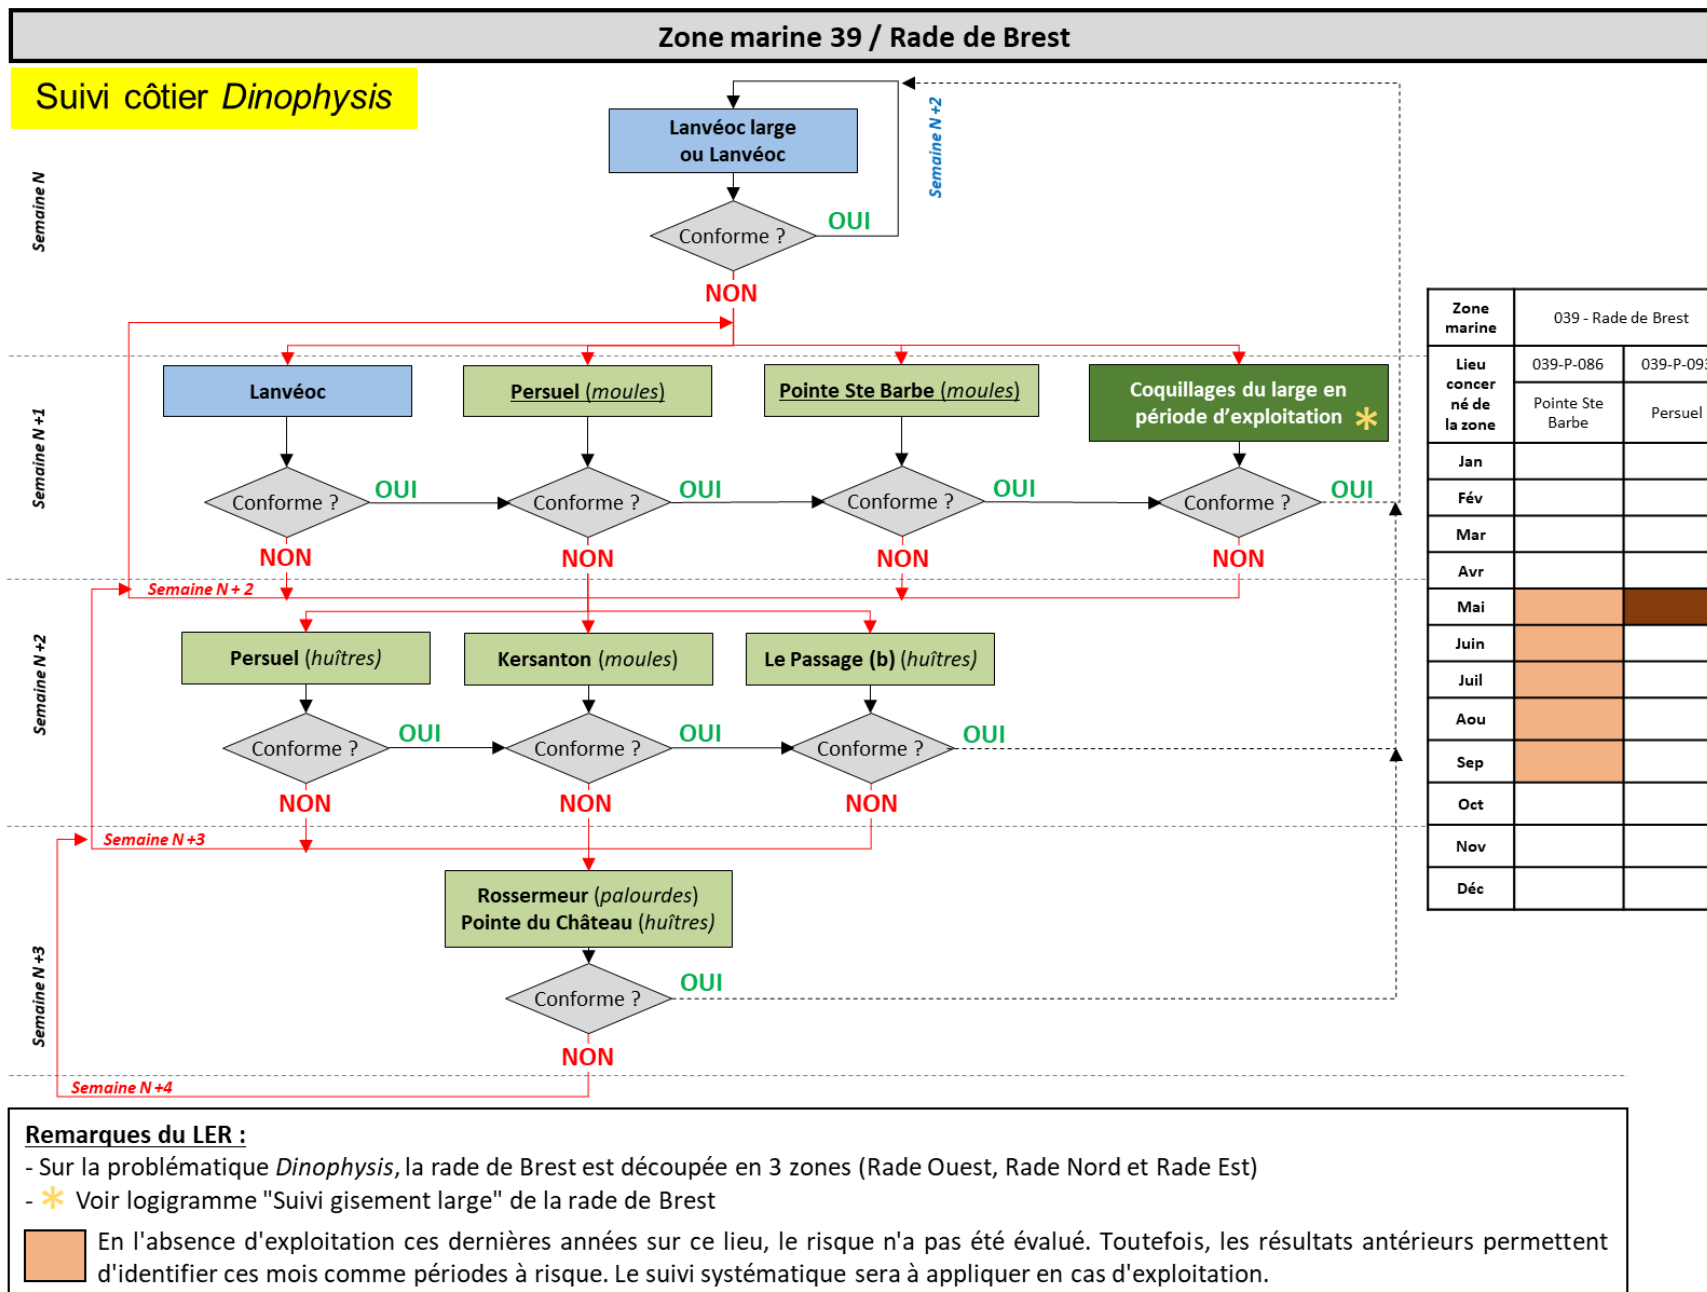 Zone marine 39 / Rade de Brest
Suivi côtier Dinophysis
Semaine N
Lanvéoc large
ou Lanvéoc
Semaine N +2
Conforme ?
OUI
NON
Semaine N +1
Lanvéoc
Persuel (moules)
Pointe Ste Barbe (moules)
Coquillages du large en
période d'exploitation *
Conforme ?
OUI
Conforme ?
OUI
Conforme ?
OUI
Conforme ?
OUI
NON
NON
NON
NON
Semaine N + 2
Semaine N +2
Persuel (huîtres)
Kersanton (moules)
Le Passage (b) (huîtres)
Conforme ?
OUI
Conforme ?
OUI
Conforme ?
OUI
NON
NON
NON
Semaine N +3
Semaine N +3
Rossermeur (palourdes)
Pointe du Château (huîtres)
Conforme ?
OUI
NON
Semaine N +4
Zone
marine
039 - Rade de Brest
Lieu
concer
né de
la zone
039-P-086
039-P-093
Pointe Ste
Barbe
Persuel
Jan
Fév
Mar
Avr
Mai
Juin
Juil
Aou
Sep
Oct
Nov
Déc
Remarques du LER :
- Sur la problématique Dinophysis, la rade de Brest est découpée en 3 zones (Rade Ouest, Rade Nord et Rade Est)
- * Voir logigramme "Suivi gisement large" de la rade de Brest
En l'absence d'exploitation ces dernières années sur ce lieu, le risque n'a pas été évalué. Toutefois, les résultats antérieurs permettent
d'identifier ces mois comme périodes à risque. Le suivi systématique sera à appliquer en cas d'exploitation.